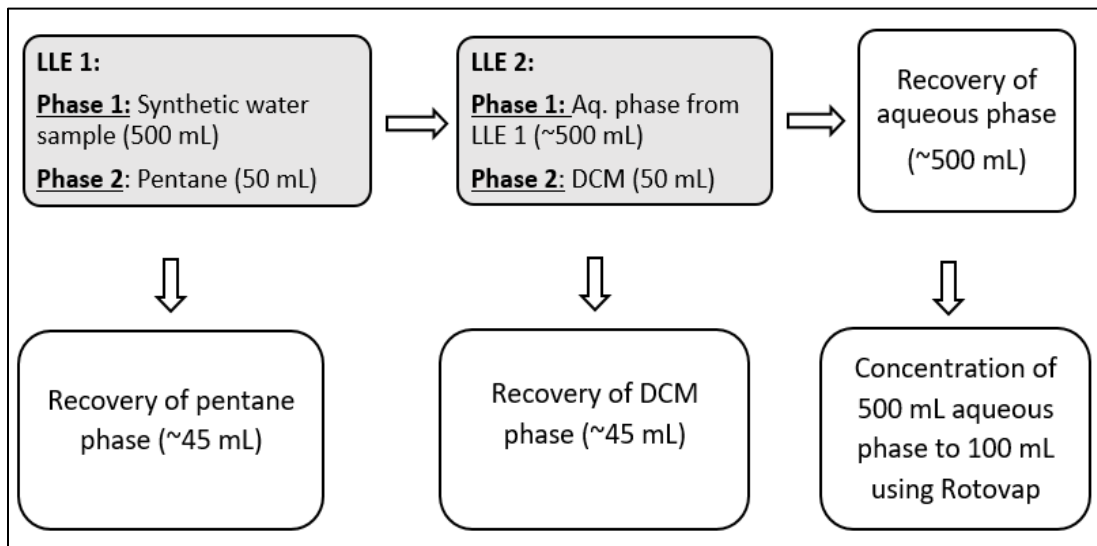 LLE 1:
Phase 1: Synthetic water
sample (500 mL)
Phase 2: Pentane (50 mL)
LLE 2:
Phase 1: Aq. phase from
LLE 1 (~500 mL)
Phase 2: DCM (50 mL)
Recovery of
aqueous phase
(~500 mL)
Recovery of pentane
phase (~45 mL)
Recovery of DCM
phase (~45 mL)
Concentration of
500 mL aqueous
phase to 100 mL
using Rotovap